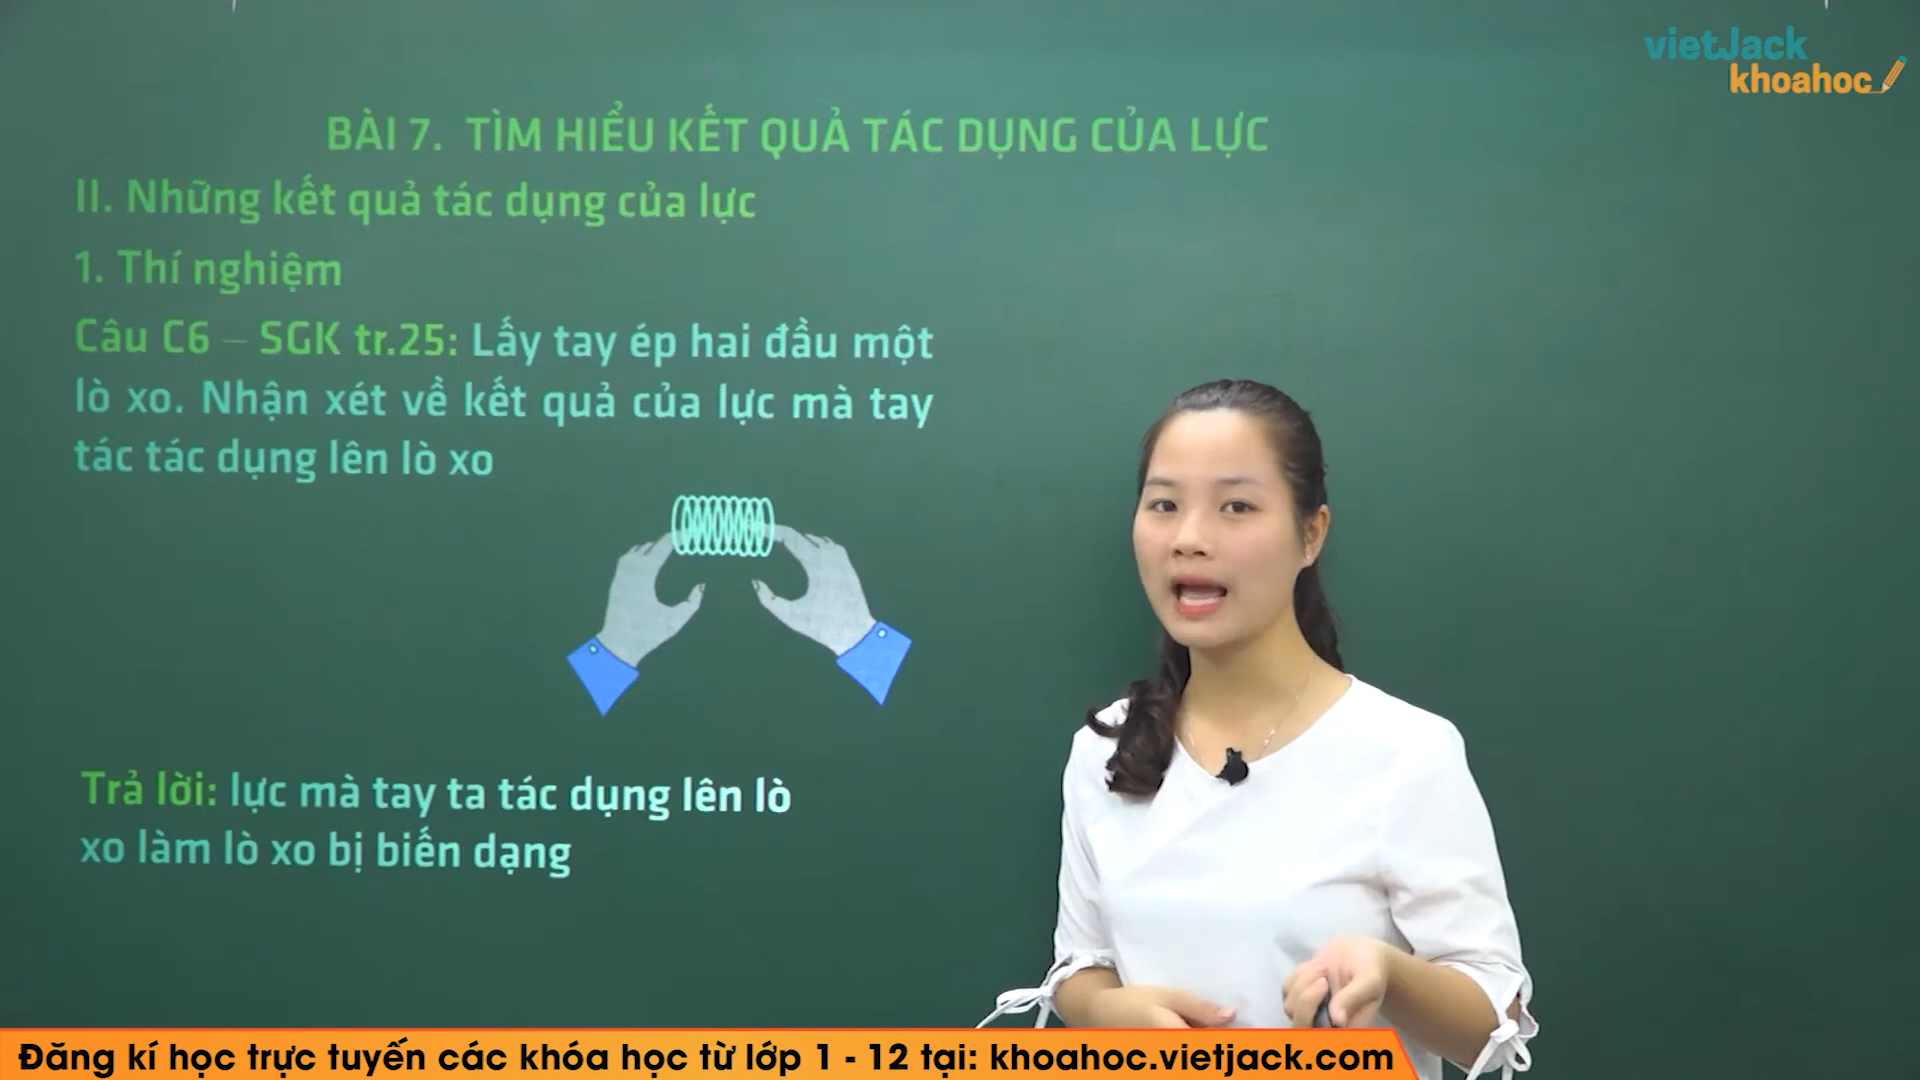 vietJack
khoahoc
BÀI 7. TÌM HIỂU KẾT QUẢ TÁC DỤNG CỦA LỰC
II. Những kết quả tác dụng của lực
1. Thí nghiệm
Câu C6 – SGK tr.25: Lấy tay ép hai đầu một
lò xo. Nhận xét về kết quả của lực mà tay
tác tác dụng lên lò xo
Trả lời: lực mà tay ta tác dụng lên lò
xo làm lò xo bị biến dạng
Đăng kí học trực tuyến các khóa học từ lớp 1 - 12 tại: khoahoc.vietjack.com